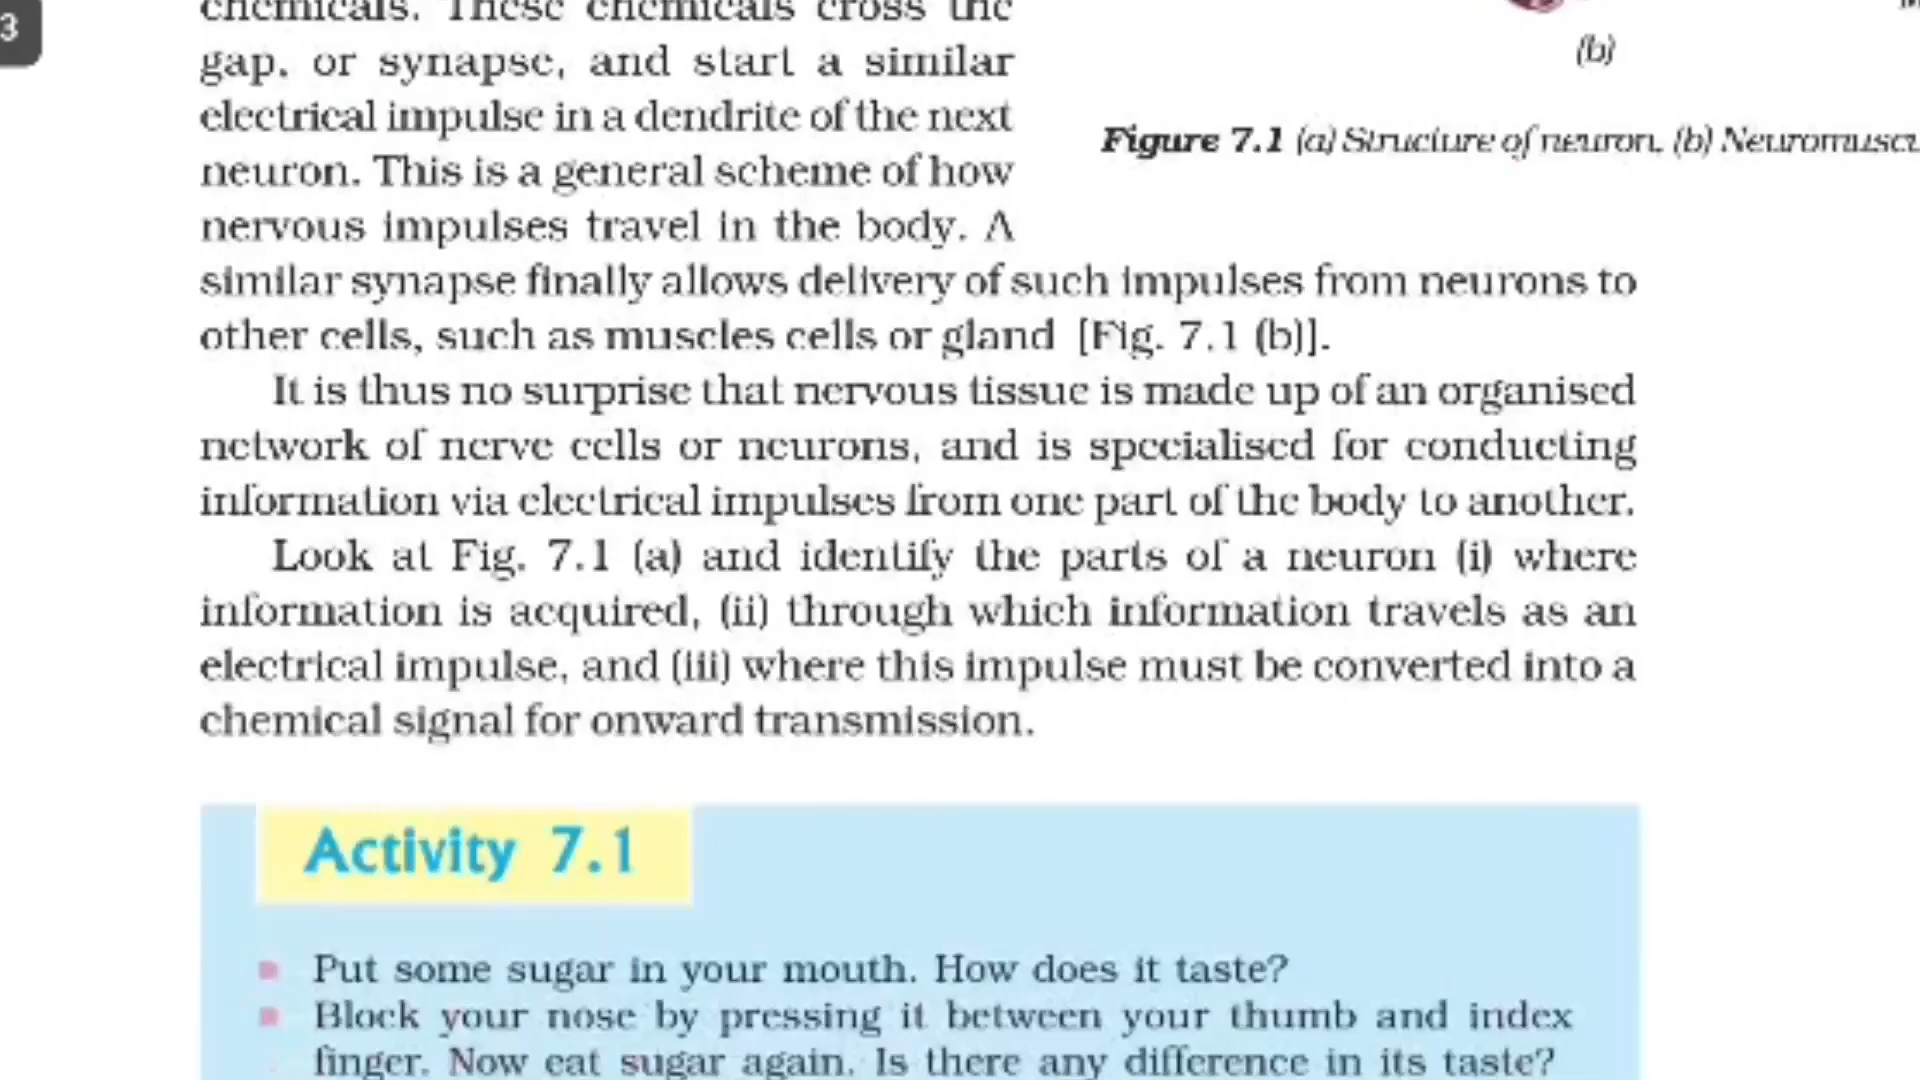 3
chemicals. These chemicals cross the
gap, or synapse, and start a similar
electrical impulse in a dendrite of the next
neuron. This is a general scheme of how
nervous impulses travel in the body. A
similar synapse finally allows delivery of such impulses from neurons to
other cells, such as muscles cells or gland [Fig. 7.1 (b)].
(b)
Figure 7.1 (a) Structure of neuron, (b)
It is thus no surprise that nervous tissue is made up of an organised
network of nerve cells or neurons, and is specialised for conducting
information via electrical impulses from one part of the body to another.
Look at Fig. 7.1 (a) and identify the parts of a neuron (i) where
information is acquired, (ii) through which information travels as an
electrical impulse, and (iii) where this impulse must be converted into a
chemical signal for onward transmission.
Activity 7.1
Put some sugar in your mouth. How does it taste?
Block your nose by pressing it between your thumb and index
finger. Now eat sugar again. Is there any difference in its taste?